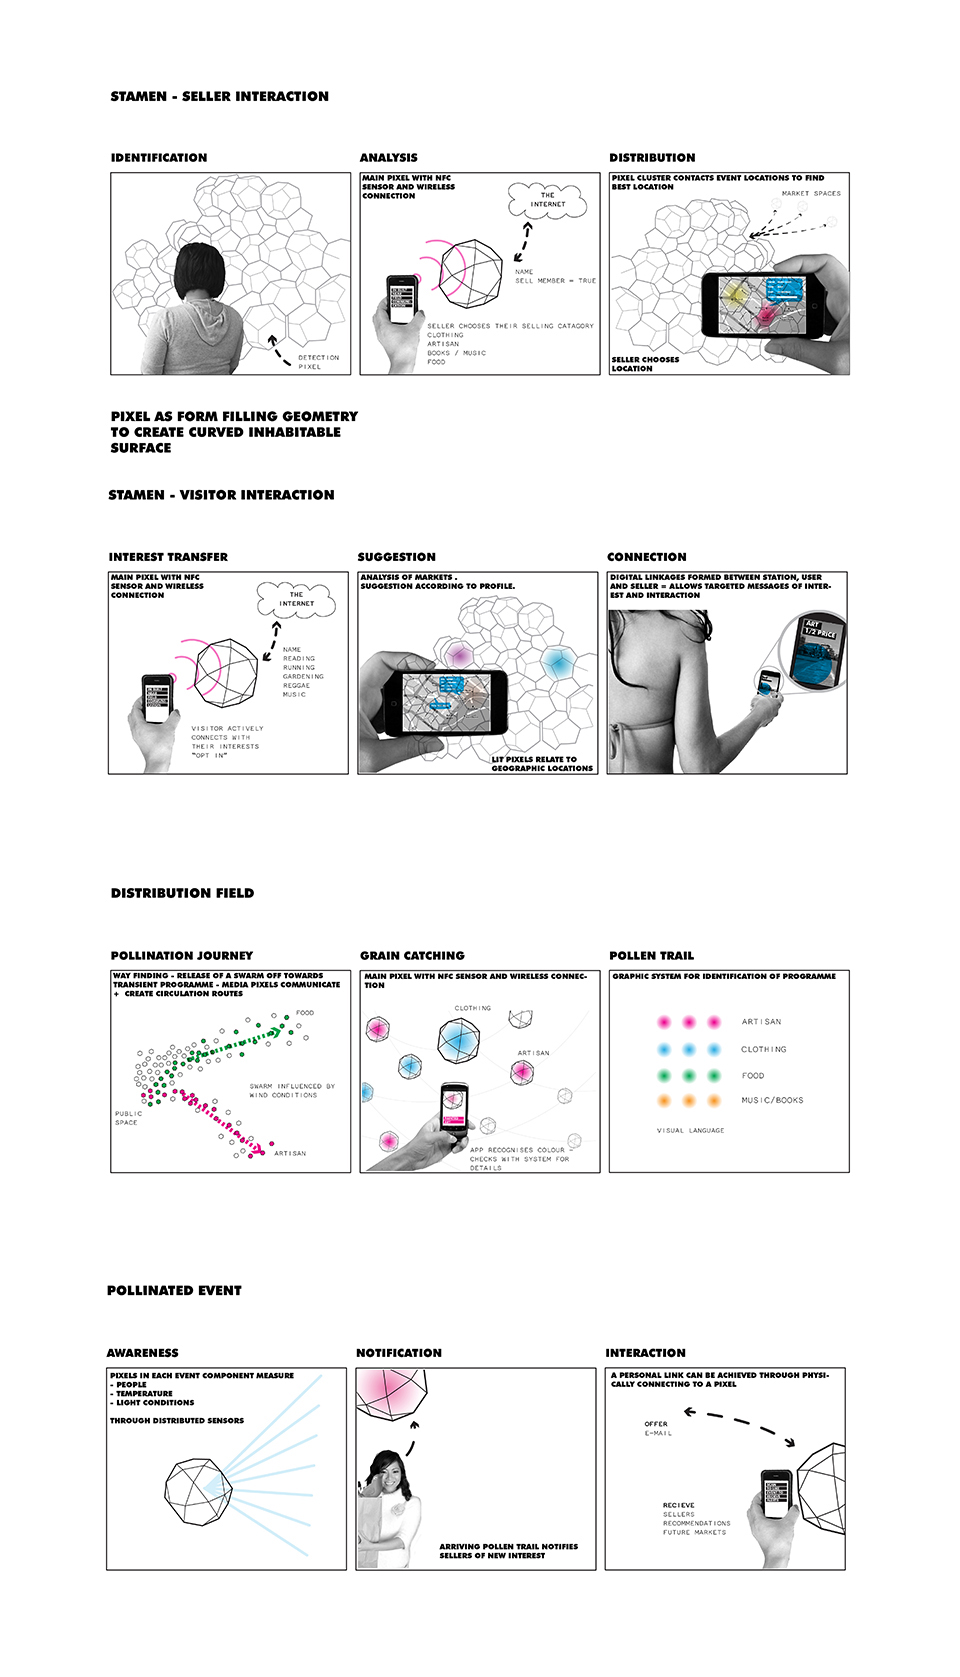 STAMEN - SELLER INTERACTION
IDENTIFICATION
DETECTION
PIXEL
ANALYSIS
MAIN PIXEL WITH NFC
SENSOR AND WIRELESS
CONNECTION
THE
INTERNET
NAME
SELL MEMBER = TRUE
SELLER CHOOSES THEIR SELLING CATAGORY
CLOTHING
ARTISAN
BOOKS / MUSIC
FOOD
DISTRIBUTION
PIXEL CLUSTER CONTACTS EVENT LOCATIONS TO FIND
BEST LOCATION
MARKET SPACES
SELLER CHOOSES
LOCATION
PIXEL AS FORM FILLING GEOMETRY
TO CREATE CURVED INHABITABLE
SURFACE
STAMEN - VISITOR INTERACTION
INTEREST TRANSFER
MAIN PIXEL WITH NFC
SENSOR AND WIRELESS
CONNECTION
THE
INTERNET
NAME
READING
RUNNING
GARDENING
REGGAE
MUSIC
VISITOR ACTIVELY
CONNECTS WITH
THEIR INTERESTS
"OPT IN"
SUGGESTION
ANALYSIS OF MARKETS .
SUGGESTION ACCORDING TO PROFILE.
LIT PIXELS RELATE TO
GEOGRAPHIC LOCATIONS
CONNECTION
DIGITAL LINKAGES FORMED BETWEEN STATION, USER
AND SELLER = ALLOWS TARGETED MESSAGES OF INTER-
EST AND INTERACTION
ART
1/2 PRICE
DISTRIBUTION FIELD
POLLINATION JOURNEY
WAY FINDING - RELEASE OF A SWARM OFF TOWARDS
TRANSIENT PROGRAMME - MEDIA PIXELS COMMUNICATE
+ CREATE CIRCULATION ROUTES
FOOD
SWARM INFLUENCED BY
WIND CONDITIONS
PUBLIC
SPACE
ARTISAN
GRAIN CATCHING
MAIN PIXEL WITH NFC SENSOR AND WIRELESS CONNEC-
TION
CLOTHING
ARTISAN
APP RECOGNISES COLOUR -
CHECKS WITH SYSTEM FOR
DETAILS
POLLEN TRAIL
GRAPHIC SYSTEM FOR IDENTIFICATION OF PROGRAMME
ARTISAN
CLOTHING
FOOD
MUSIC/BOOKS
VISUAL LANGUAGE
POLLINATED EVENT
AWARENESS
PIXELS IN EACH EVENT COMPONENT MEASURE
- PEOPLE
- TEMPERATURE
- LIGHT CONDITIONS
THROUGH DISTRIBUTED SENSORS
NOTIFICATION
ARRIVING POLLEN TRAIL NOTIFIES
SELLERS OF NEW INTEREST
INTERACTION
A PERSONAL LINK CAN BE ACHIEVED THROUGH PHYSI-
CALLY CONNECTING TO A PIXEL
OFFER
E-MAIL
RECIEVE
SELLERS
RECOMMENDATIONS
FUTURE MARKETS